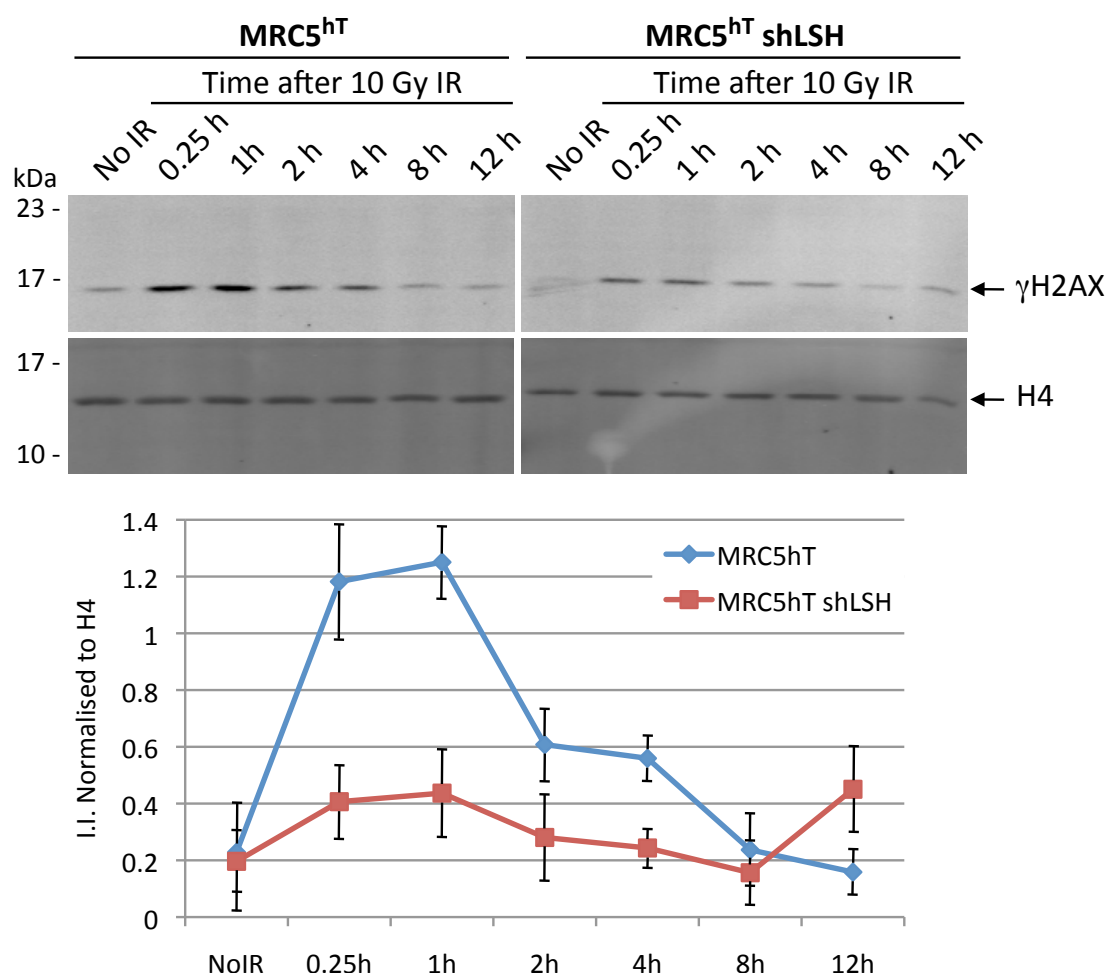 MRC5hT MRC5hT shLSH
Time after 10 Gy IR Time after 10 Gy IR
No IR 0.25 h 1h 2 h 4 h 8 h 12 h No IR 0.25 h 1h 2 h 4 h 8 h 12 h
kDa
23 -
17 -
γH2AX
17 -
H4
10 -
1.4
MRC5hT
1.2
MRC5hT shLSH
1
0.8
0.6
0.4
0.2
0
I.I. Normalised to H4
NoIR 0.25h 1h 2h 4h 8h 12h